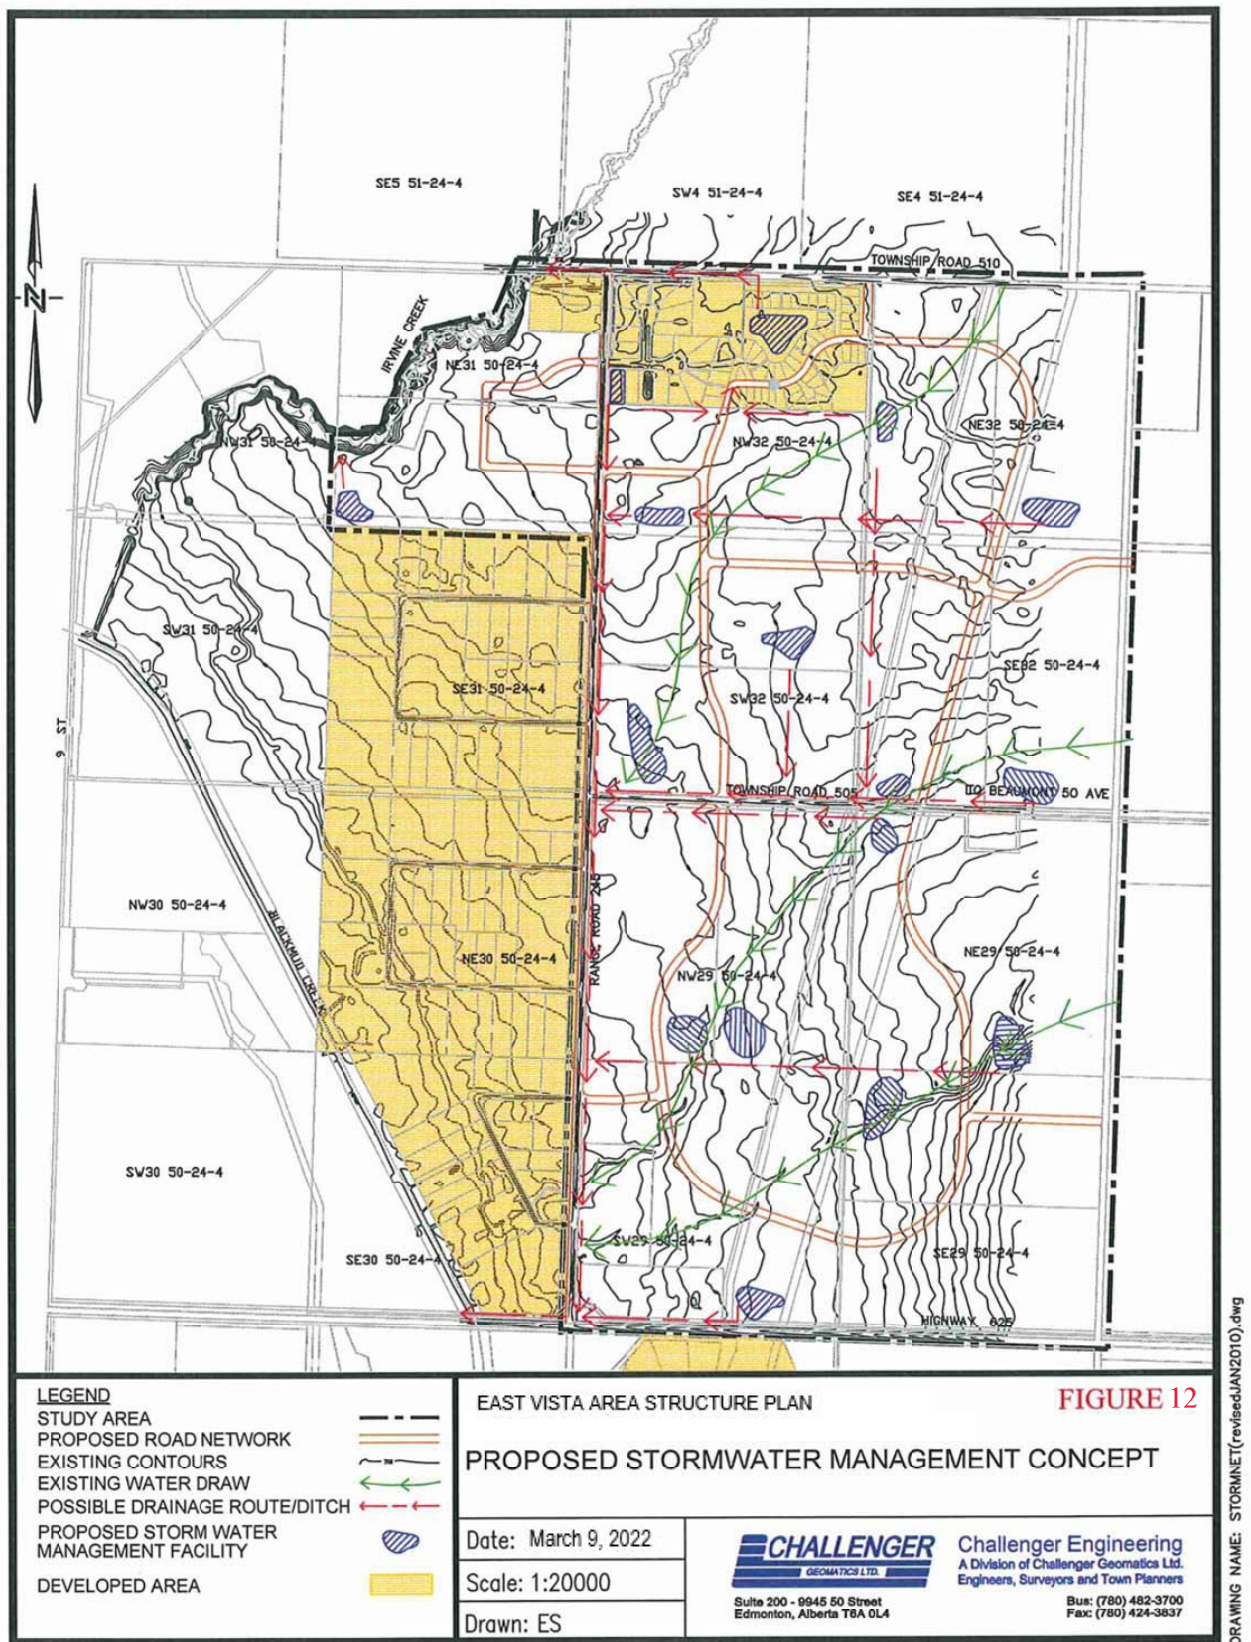 SE5 51-24-4
SW4 51-24-4
SE4 51-24-4
TOWNSHIP ROAD 510
N
IRVINE CREEK
NE31 50-24-4
NW31 50-24-4
NW32 50-24-4
NE32 50-24-4
SW31 50-24-4
SE31 50-24-4
SW32 50-24-4
SE32 50-24-4
9 ST
TOWNSHIP ROAD 505
TO BEAUMONT 50 AVE
NW30 50-24-4
BLACKMUD CREEK
NE30 50-24-4
RANGE ROAD 245
NW29 50-24-4
NE29 50-24-4
SW30 50-24-4
SE30 50-24-4
SW29 50-24-4
SE29 50-24-4
HIGHWAY 625
LEGEND
STUDY AREA
PROPOSED ROAD NETWORK
EXISTING CONTOURS
EXISTING WATER DRAW
POSSIBLE DRAINAGE ROUTE/DITCH
PROPOSED STORM WATER
MANAGEMENT FACILITY
DEVELOPED AREA
EAST VISTA AREA STRUCTURE PLAN
FIGURE 12
PROPOSED STORMWATER MANAGEMENT CONCEPT
Date: March 9, 2022
Scale: 1:20000
Drawn: ES
CHALLENGER
GEOMATICS LTD.
Suite 200 - 9945 50 Street
Edmonton, Alberta T6A 0L4
Challenger Engineering
A Division of Challenger Geomatics Ltd.
Engineers, Surveyors and Town Planners
Bus: (780) 482-3700
Fax: (780) 424-3837
DRAWING NAME: STORMNET(revisedJAN2010).dwg